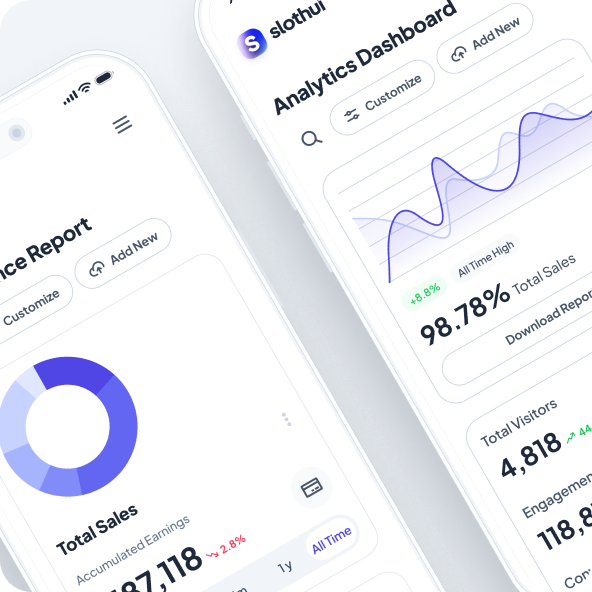 nce Report
Customize
Add New
Total Sales
Accumulated Earnings
87,118
2.8%
1y
All Time
S
slothui
Analytics Dashboard
Customize
Add New
+8.8%
All Time High
98.78% Total Sales
Download Repor
Total Visitors
4,818
44
Engagemen
118,8